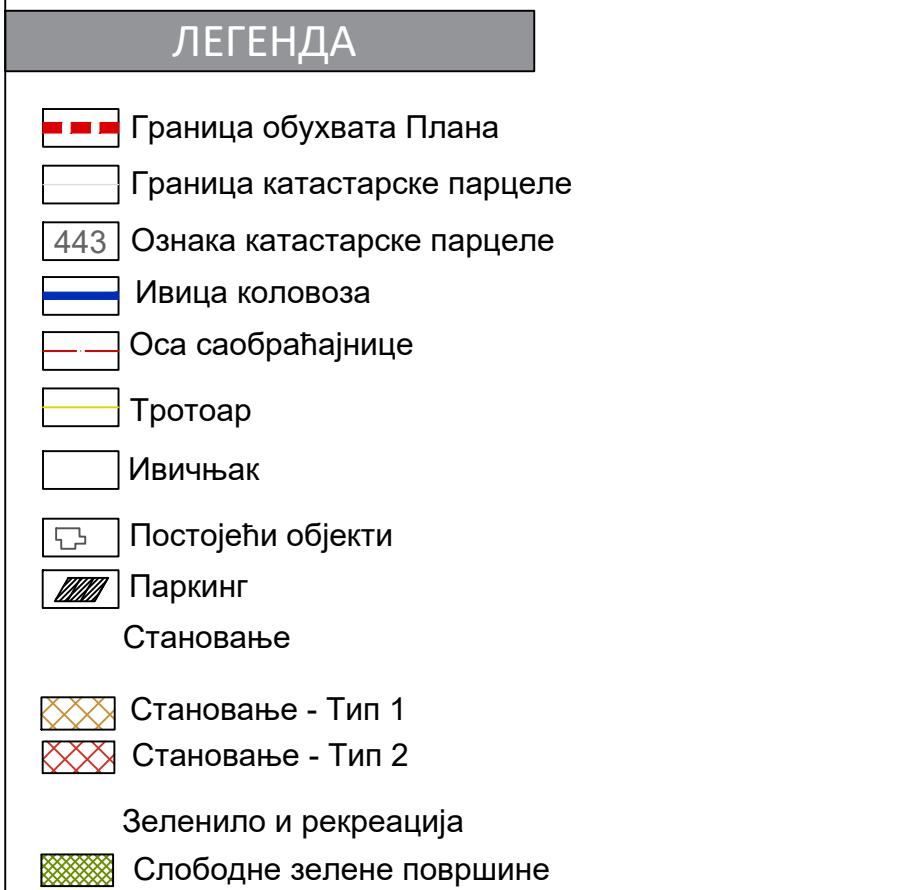 ЛЕГЕНДА
Граница обухвата Плана
Граница катастарске парцеле
443 Ознака катастарске парцеле
Ивица коловоза
Оса саобраћајнице
Тротоар
Ивичњак
Постојећи објекти
Паркинг
Становање
Становање - Тип 1
Становање - Тип 2
Зеленило и рекреација
Слободне зелене површине